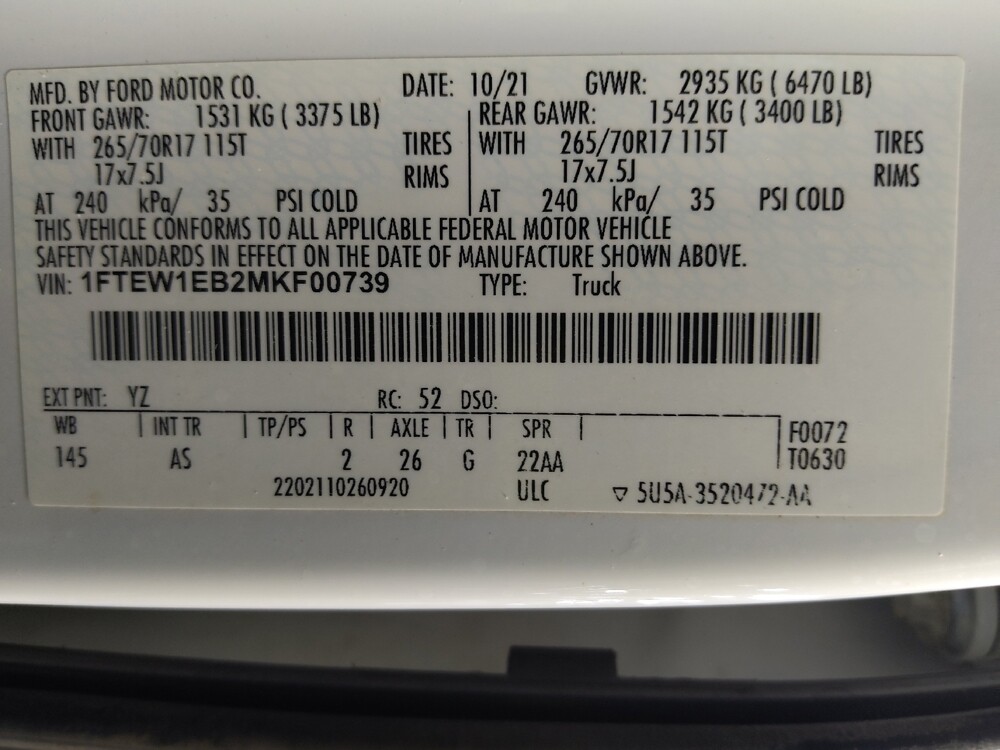 MFD. BY FORD MOTOR CO. DATE: 10/21 GVWR: 2935 KG ( 6470 LB)
FRONT GAWR: 1531 KG ( 3375 LB) REAR GAWR: 1542 KG ( 3400 LB)
WITH 265/70R17 115T TIRES WITH 265/70R17 115T TIRES
17x7.5J RIMS 17x7.5J RIMS
AT 240 kPa/ 35 PSI COLD AT 240 kPa/ 35 PSI COLD
THIS VEHICLE CONFORMS TO ALL APPLICABLE FEDERAL MOTOR VEHICLE
SAFETY STANDARDS IN EFFECT ON THE DATE OF MANUFACTURE SHOWN ABOVE.
VIN: 1FTEW1EB2MKF00739 TYPE: Truck
EXT PNT: YZ RC: 52 DSO:
WB INT TR TP/PS R AXLE TR SPR F0072
145 AS 2 26 G 22AA T0630
2202110260920 ULC ▽ 5U5A-3520472-AA